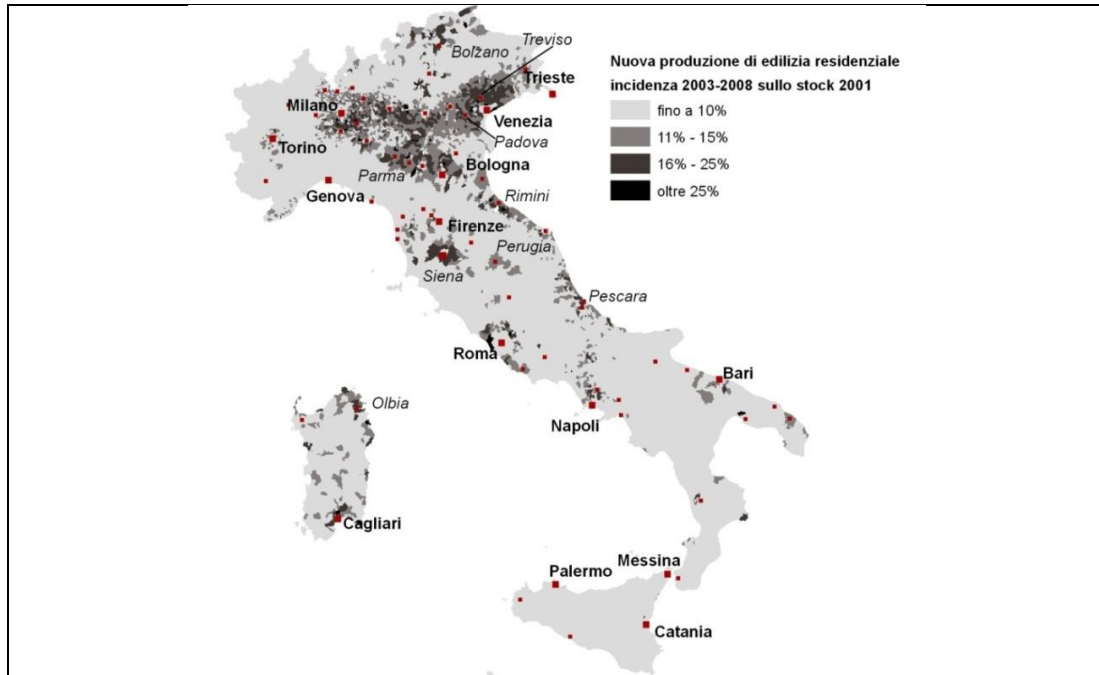 Treviso
Bolzano
Trieste
Milano
Venezia
Padova
Torino
Bologna
Parma
Genova
Rimini
Firenze
Perugia
Siena
Pescara
Roma
Bari
Olbia
Napoli
Cagliari
Messina
Palermo
Catania
Nuova produzione di edilizia residenziale
incidenza 2003-2008 sullo stock 2001
fino a 10%
11% - 15%
16% - 25%
oltre 25%